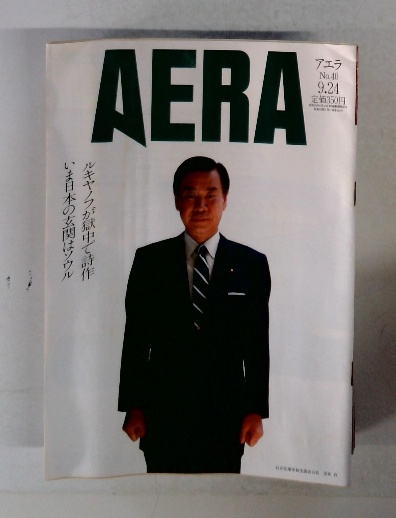 AERA
アエラ
No.40
9.24
定価350円
ルキヤノフが獄中で詩作
いま日本の玄関はソウル